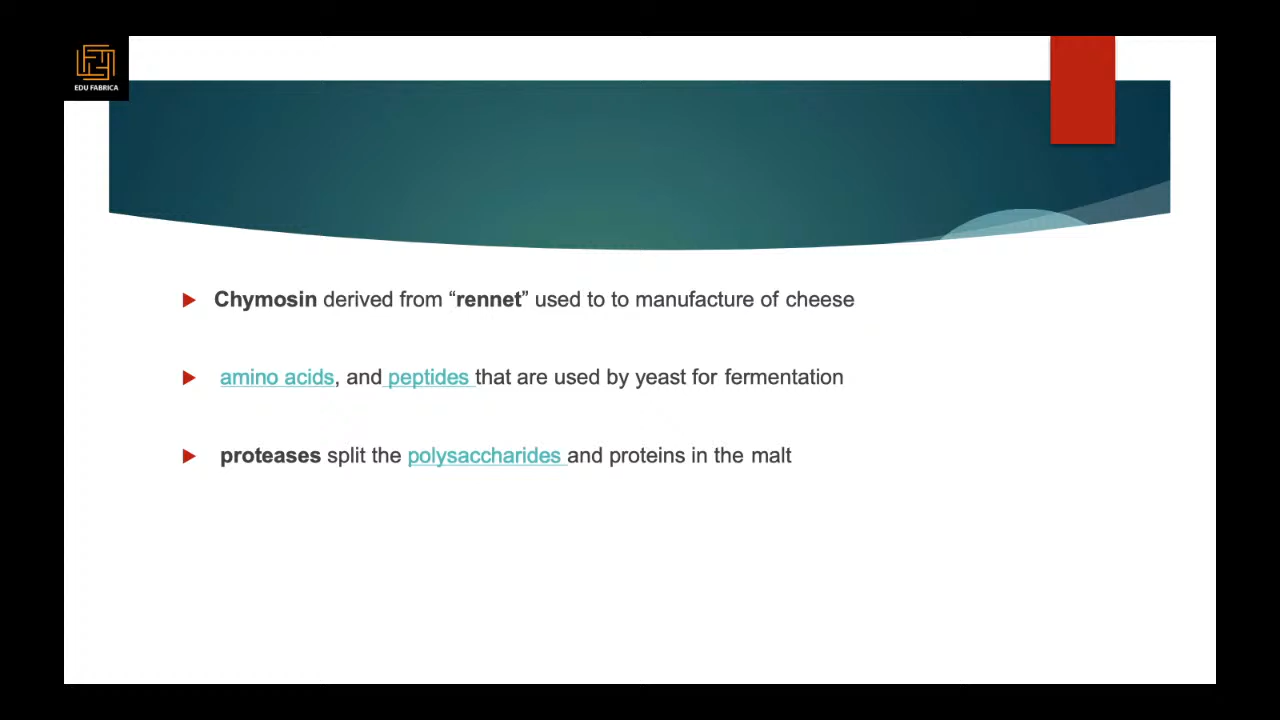 EDU FABRICA
Chymosin derived from “rennet” used to to manufacture of cheese
amino acids, and peptides that are used by yeast for fermentation
proteases split the polysaccharides and proteins in the malt